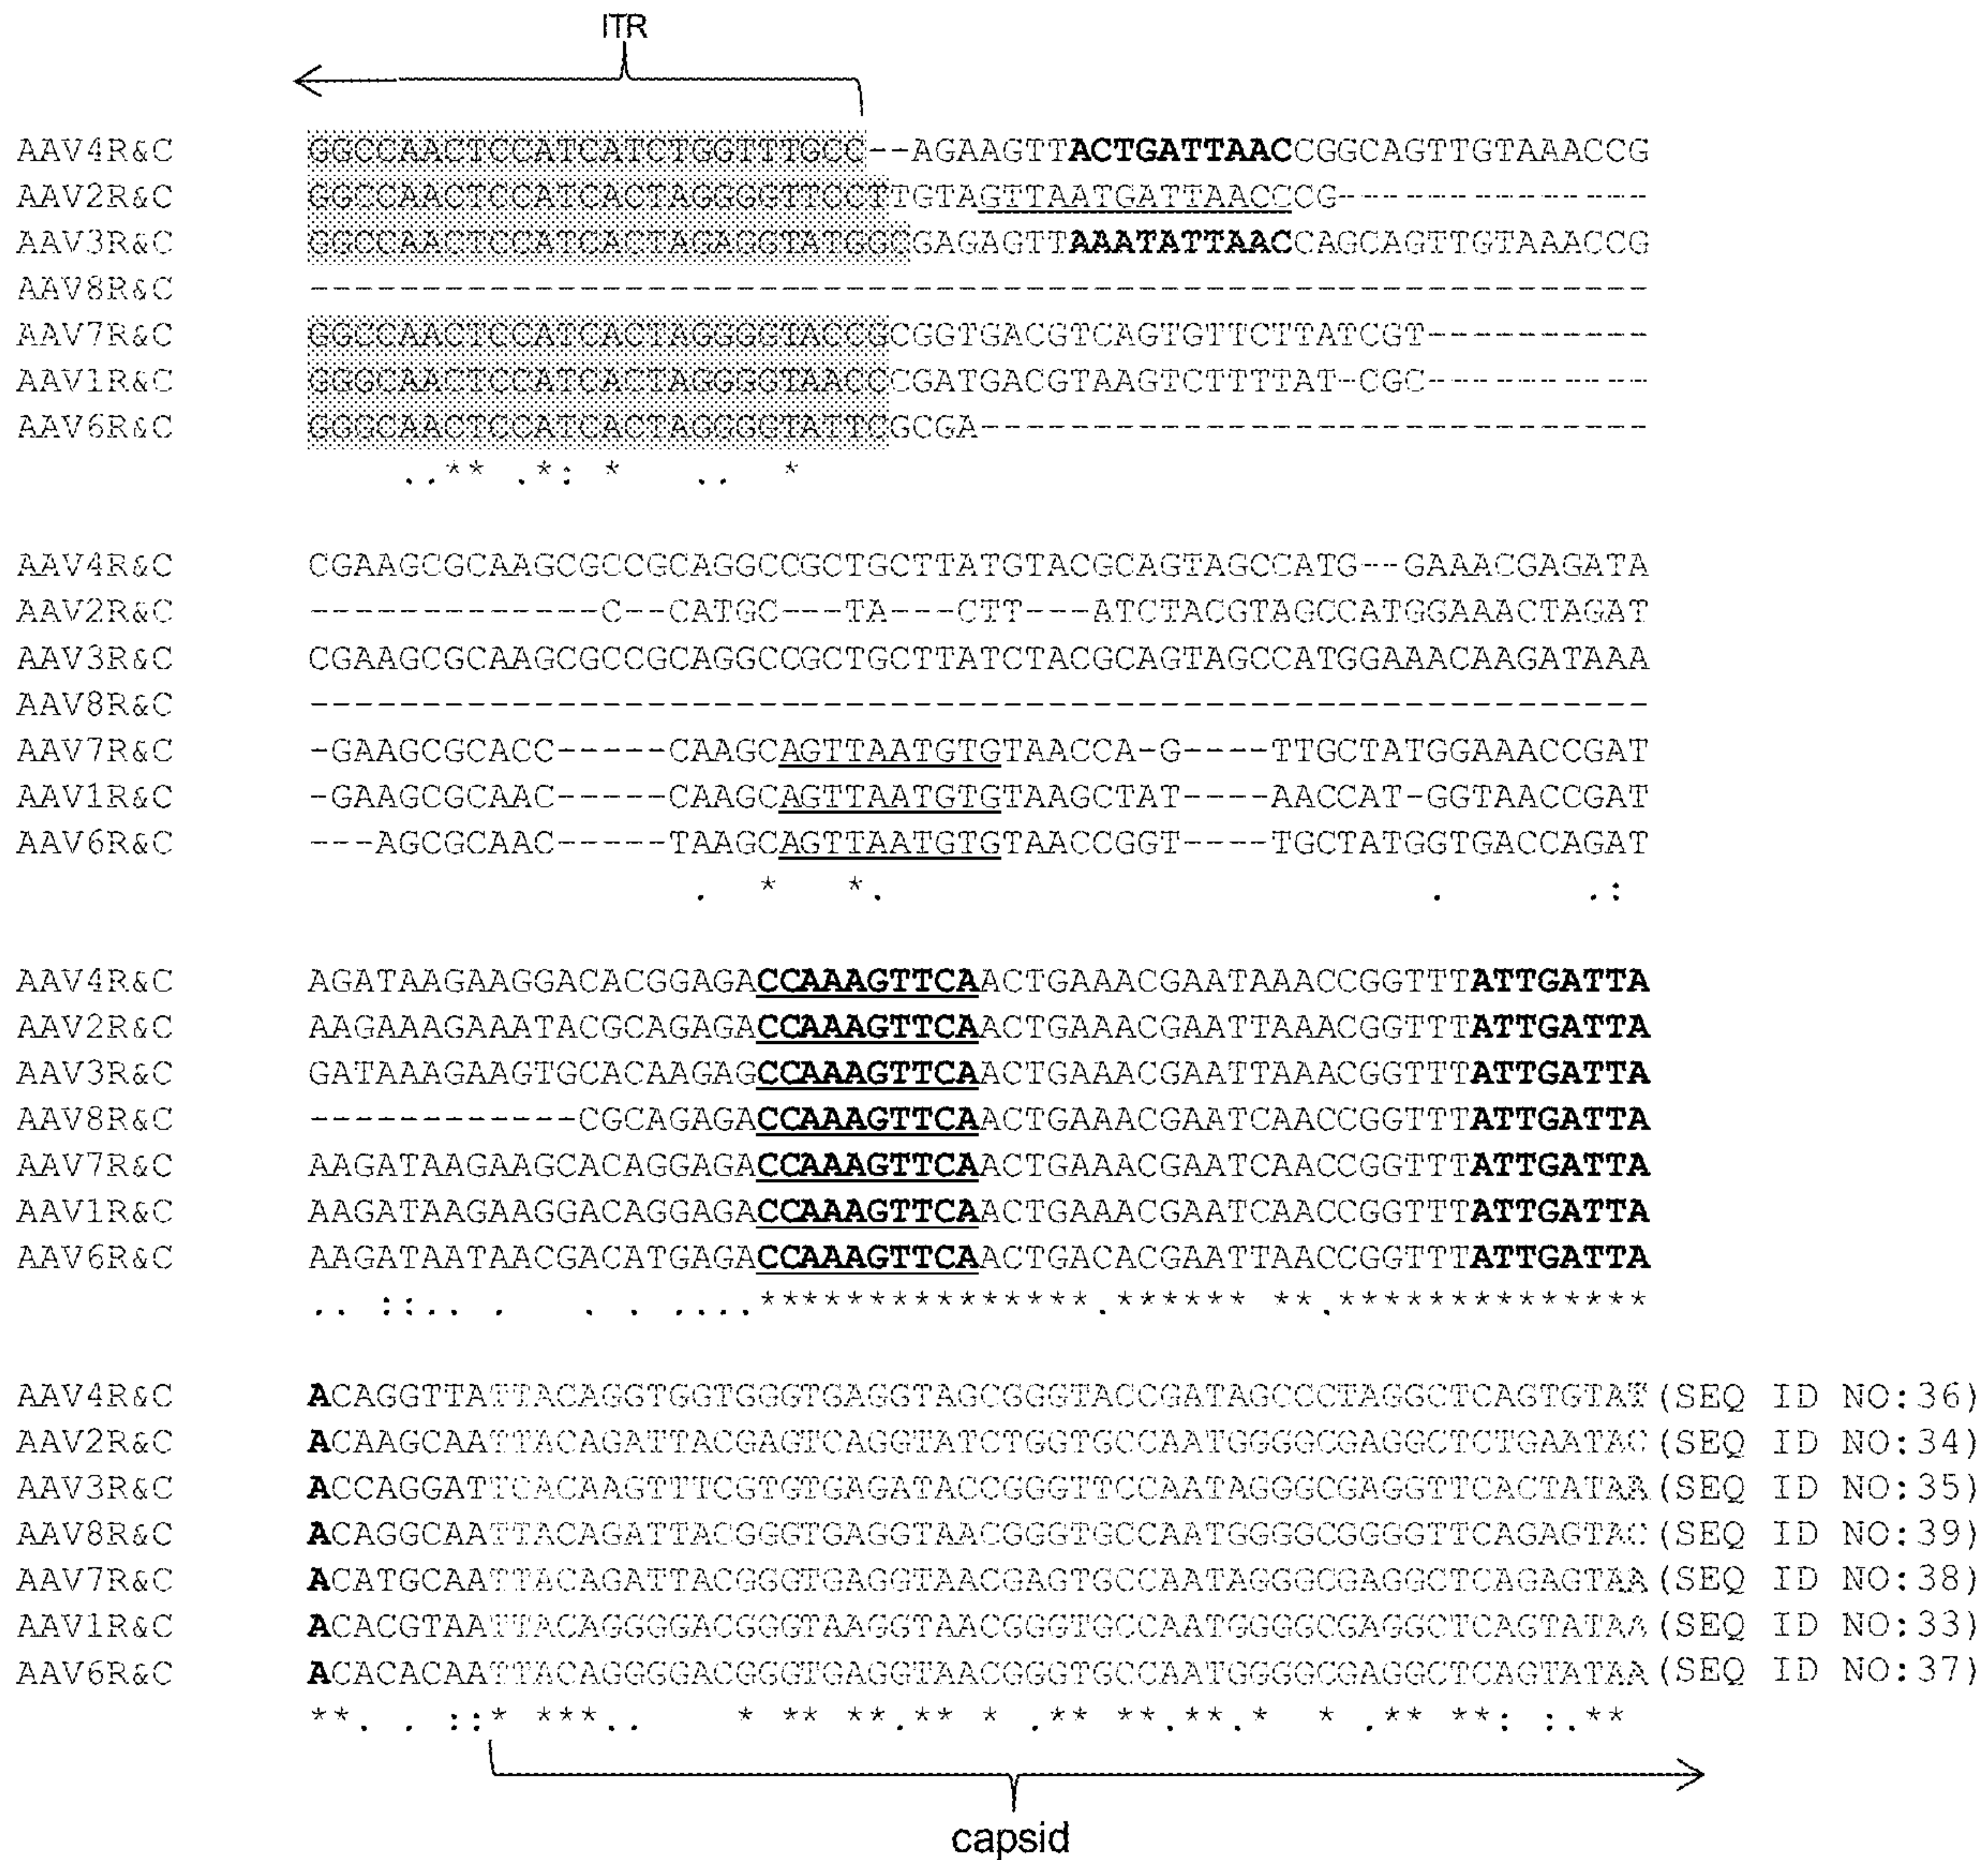 ITR
AAV4R&C GGCCAACTCCATCATCTGGTTTGCC--AGAAGTTACTGATTAACCGGCAGTTGTAAACCG
AAV2R&C GGCCAACTCCATCACTAGGGGTTCCTTGTAGTTAATGATTAACCCG--------------
AAV3R&C GGCCAACTCCATCACTAGAGGTATGGCGAGAGTTAAATATTAACCAGCAGTTGTAAACCG
AAV8R&C ------------------------------------------------------------
AAV7R&C GGCCAACTCCATCACTAGGGGTACCGCGGTGACGTCAGTGTTCTTATCGT----------
AAV1R&C GGGCAACTCCATCACTAGGGGTAACCCGATGACGTAAGTCTTTTAT-CGC----------
AAV6R&C GGGCAACTCCATCACTAGGGGTATTCGCGA------------------------------
..** .*: * .. *
AAV4R&C CGAAGCGCAAGCGCCGCAGGCCGCTGCTTATGTACGCAGTAGCCATG--GAAACGAGATA
AAV2R&C -------------C--CATGC---TA---CTT---ATCTACGTAGCCATGGAAACTAGAT
AAV3R&C CGAAGCGCAAGCGCCGCAGGCCGCTGCTTATCTACGCAGTAGCCATGGAAACAAGATAAA
AAV8R&C ------------------------------------------------------------
AAV7R&C -GAAGCGCACC-----CAAGCAGTTAATGTGTAACCA-G----TTGCTATGGAAACCGAT
AAV1R&C -GAAGCGCAAC-----CAAGCAGTTAATGTGTAAGCTAT----AACCAT-GGTAACCGAT
AAV6R&C ---AGCGCAAC-----TAAGCAGTTAATGTGTAACCGGT----TGCTATGGTGACCAGAT
. * *. . .:
AAV4R&C AGATAAGAAGGACACGGAGACCAAAGTTCAACTGAAACGAATAAACCGGTTTATTGATTA
AAV2R&C AAGAAAGAAATACGCAGAGACCAAAGTTCAACTGAAACGAATTAAACGGTTTATTGATTA
AAV3R&C GATAAAGAAGTGCACAAGAGCCAAAGTTCAACTGAAACGAATTAAACGGTTTATTGATTA
AAV8R&C ------------CGCAGAGACCAAAGTTCAACTGAAACGAATCAACCGGTTTATTGATTA
AAV7R&C AAGATAAGAAGCACAGGAGACCAAAGTTCAACTGAAACGAATCAACCGGTTTATTGATTA
AAV1R&C AAGATAAGAAGGACAGGAGACCAAAGTTCAACTGAAACGAATCAACCGGTTTATTGATTA
AAV6R&C AAGATAATAACGACATGAGACCAAAGTTCAACTGACACGAATTAACCGGTTTATTGATTA
.. ::.. . . . ....***************.****** **.**************
AAV4R&C ACAGGTTATTACAGGTGGTGGGTGAGGTAGCGGGTACCGATAGCCCTAGGCTCAGTGTAT (SEQ ID NO:36)
AAV2R&C ACAAGCAATTACAGATTACGAGTCAGGTATCTGGTGCCAATGGGGCGAGGCTCTGAATAC (SEQ ID NO:34)
AAV3R&C ACCAGGATTCACAAGTTTCGTGTGAGATACCGGGTTCCAATAGGGCGAGGTTCACTATAA (SEQ ID NO:35)
AAV8R&C ACAGGCAATTACAGATTACGGGTGAGGTAACGGGTGCCAATGGGGCGGGGTTCAGAGTAC (SEQ ID NO:39)
AAV7R&C ACATGCAATTACAGATTACGGGTGAGGTAACGAGTGCCAATAGGGCGAGGCTCAGAGTAA (SEQ ID NO:38)
AAV1R&C ACACGTAATTACAGGGGACGGGTAAGGTAACGGGTGCCAATGGGGCGAGGCTCAGTATAA (SEQ ID NO:33)
AAV6R&C ACACACAATTACAGGGGACGGGTGAGGTAACGGGTGCCAATGGGGCGAGGCTCAGTATAA (SEQ ID NO:37)
**. . ::* ***.. * ** **.** * .** **.**.* * .** **: :.**
capsid